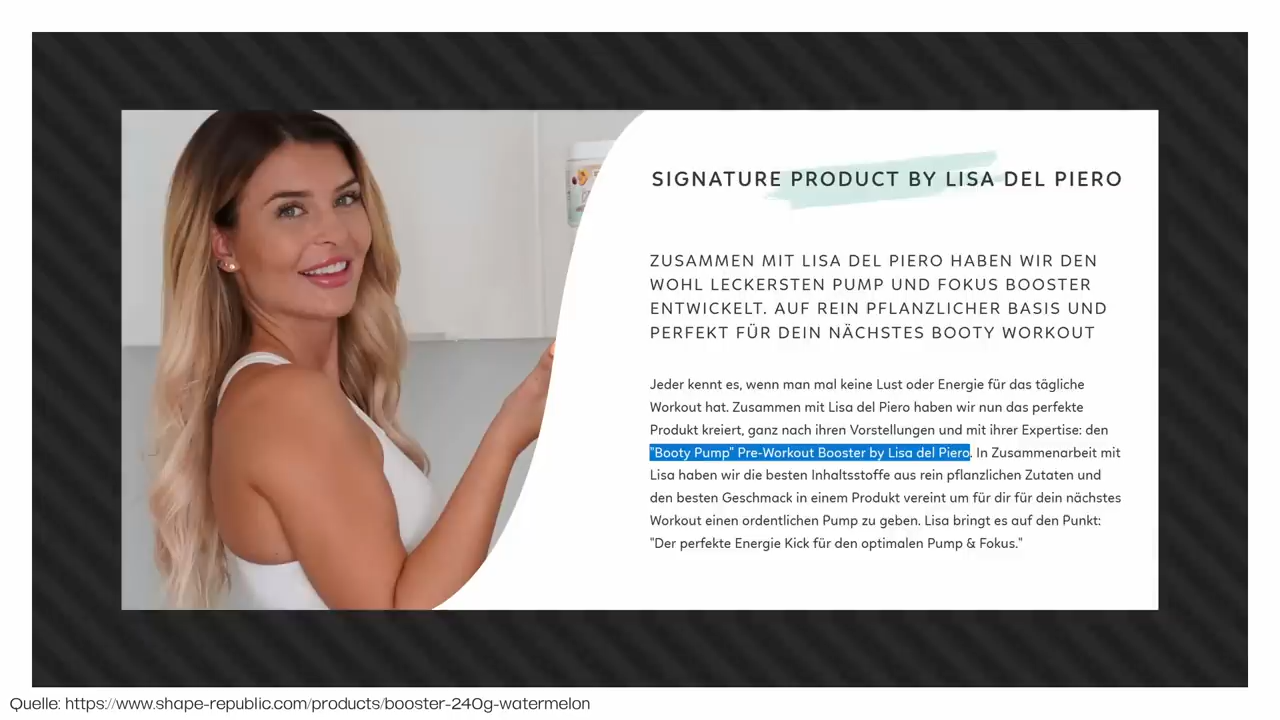 SIGNATURE PRODUCT BY LISA DEL PIERO
ZUSAMMEN MIT LISA DEL PIERO HABEN WIR DEN
WOHL LECKERSTEN PUMP UND FOKUS BOOSTER
ENTWICKELT. AUF REIN PFLANZLICHER BASIS UND
PERFEKT FÜR DEIN NÄCHSTES BOOTY WORKOUT
Jeder kennt es, wenn man mal keine Lust oder Energie für das tägliche
Workout hat. Zusammen mit Lisa del Piero haben wir nun das perfekte
Produkt kreiert, ganz nach ihren Vorstellungen und mit ihrer Expertise: den
"Booty Pump" Pre-Workout Booster by Lisa del Piero. In Zusammenarbeit mit
Lisa haben wir die besten Inhaltsstoffe aus rein pflanzlichen Zutaten und
den besten Geschmack in einem Produkt vereint um für dir für dein nächstes
Workout einen ordentlichen Pump zu geben. Lisa bringt es auf den Punkt:
"Der perfekte Energie Kick für den optimalen Pump & Fokus."
Quelle: https://www.shape-republic.com/products/booster-240g-watermelon